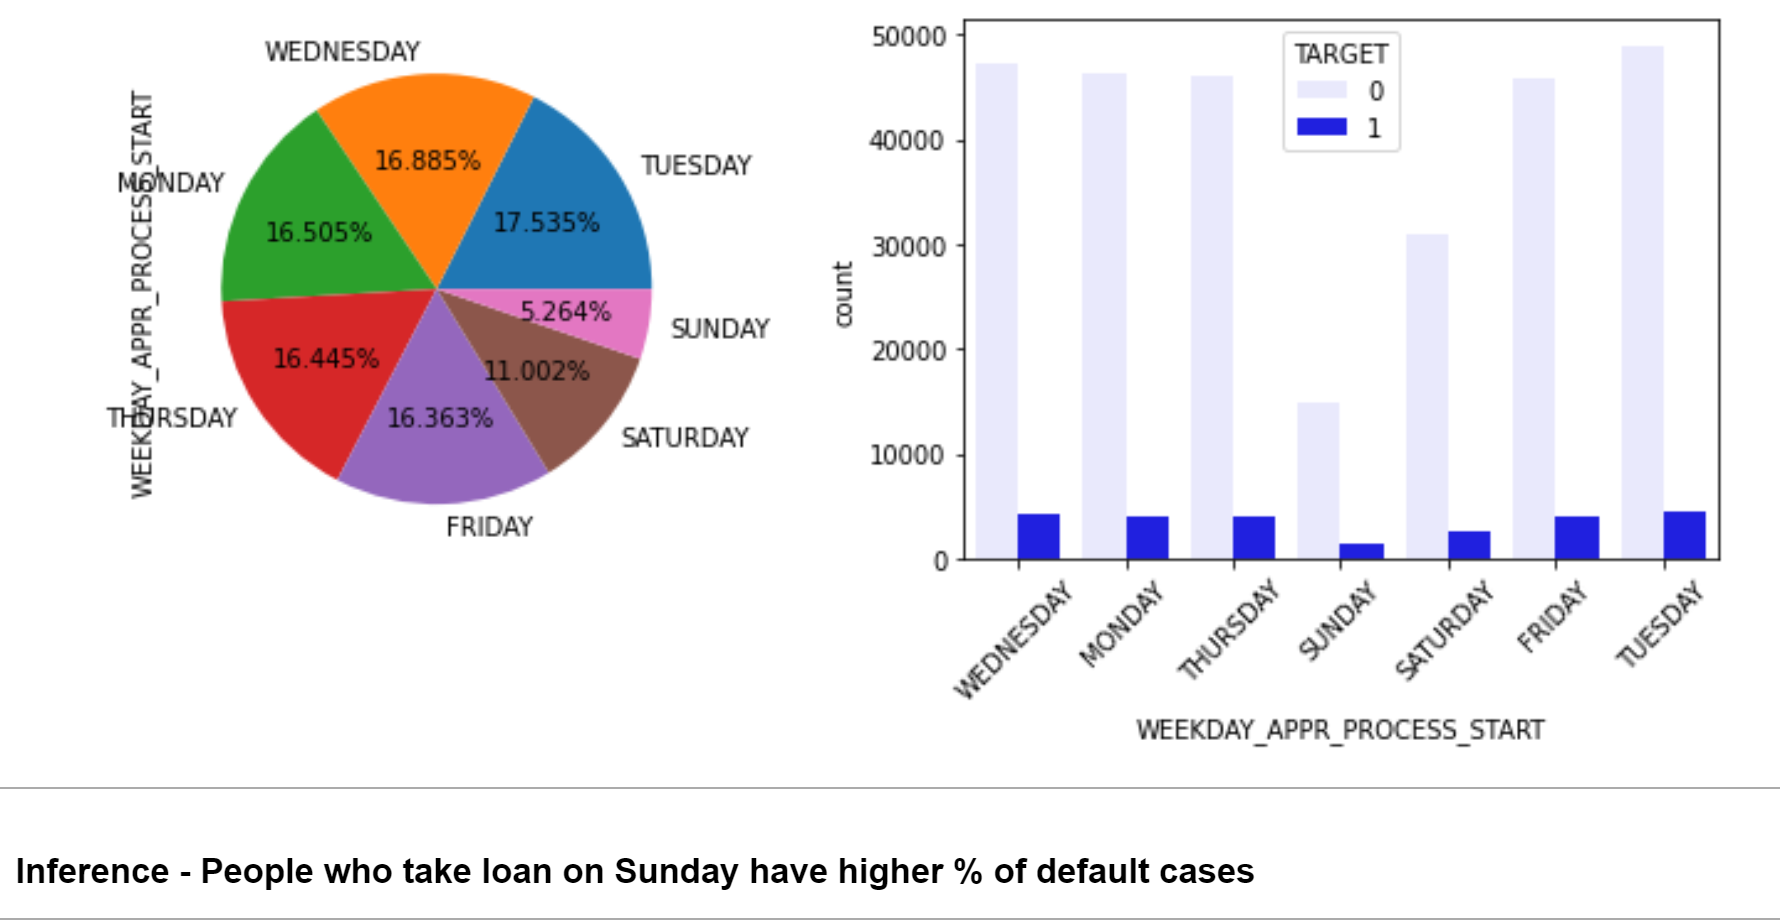 WEDNESDAY
TUESDAY
MONDAY
THURSDAY
FRIDAY
SATURDAY
SUNDAY
16.885%
17.535%
16.505%
5.264%
16.445%
11.002%
16.363%
WEEKDAY_APPR_PROCESS_START
50000
40000
30000
20000
10000
0
count
TARGET
0
1
WEDNESDAY
MONDAY
THURSDAY
SUNDAY
SATURDAY
FRIDAY
TUESDAY
WEEKDAY_APPR_PROCESS_START
Inference - People who take loan on Sunday have higher % of default cases